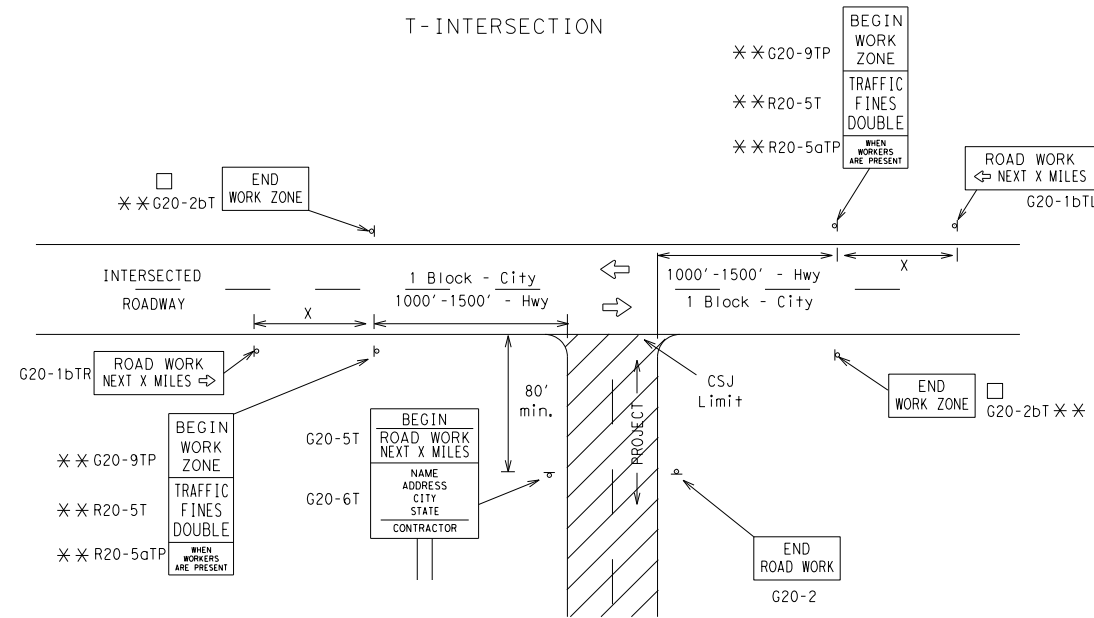 T-INTERSECTION
BEGIN
WORK
ZONE
TRAFFIC
FINES
DOUBLE
WHEN
WORKERS
ARE PRESENT
**G20-9TP
**R20-5T
**R20-5aTP
ROAD WORK
⇦ NEXT X MILES
G20-1bTL
END
WORK ZONE
□
**G20-2bT
INTERSECTED
ROADWAY
1 Block - City
1000'-1500' - Hwy
X
1000'-1500' - Hwy
1 Block - City
X
G20-1bTR
ROAD WORK
NEXT X MILES ⇨
**G20-9TP
**R20-5T
**R20-5aTP
BEGIN
WORK
ZONE
TRAFFIC
FINES
DOUBLE
WHEN
WORKERS
ARE PRESENT
G20-5T
G20-6T
BEGIN
ROAD WORK
NEXT X MILES
NAME
ADDRESS
CITY
STATE
CONTRACTOR
80'
min.
PROJECT
CSJ
Limit
END
WORK ZONE
□
G20-2bT**
END
ROAD WORK
G20-2